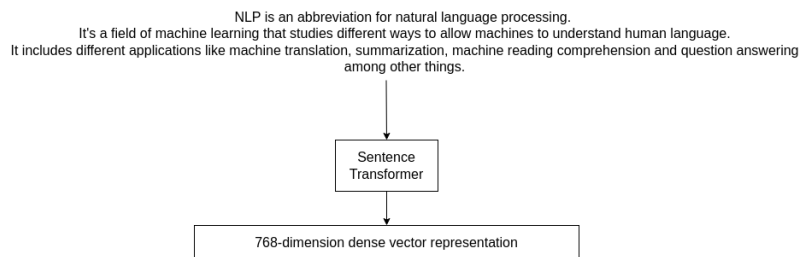 NLP is an abbreviation for natural language processing.
It's a field of machine learning that studies different ways to allow machines to understand human language.
It includes different applications like machine translation, summarization, machine reading comprehension and question answering
among other things.
Sentence
Transformer
768-dimension dense vector representation